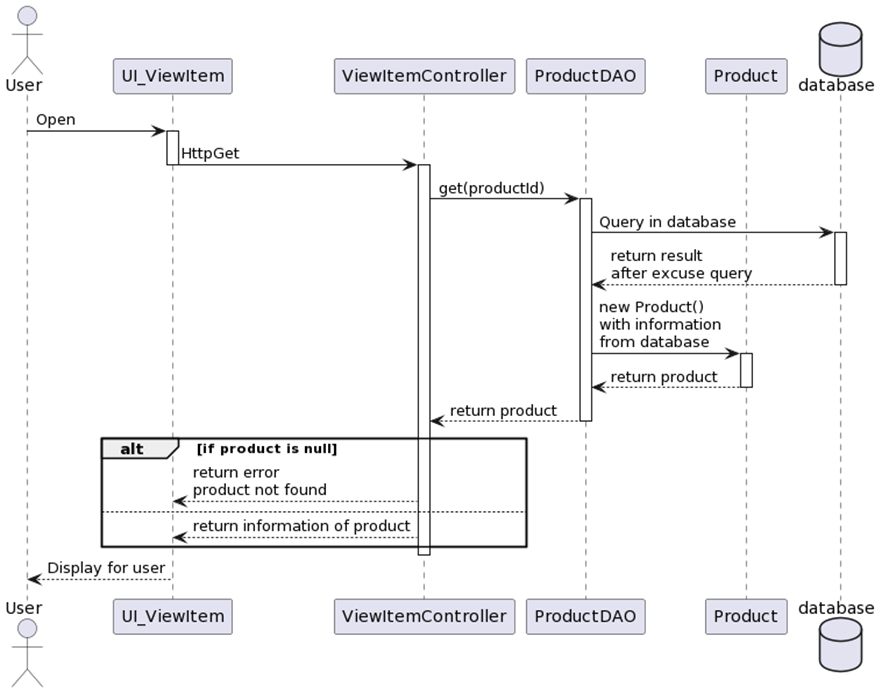 User
UI_ViewItem
ViewItemController
ProductDAO
Product
database
Open
HttpGet
get(productId)
Query in database
return result
after excuse query
new Product()
with information
from database
return product
return product
alt
[if product is null]
return error
product not found
return information of product
Display for user
User
UI_ViewItem
ViewItemController
ProductDAO
Product
database